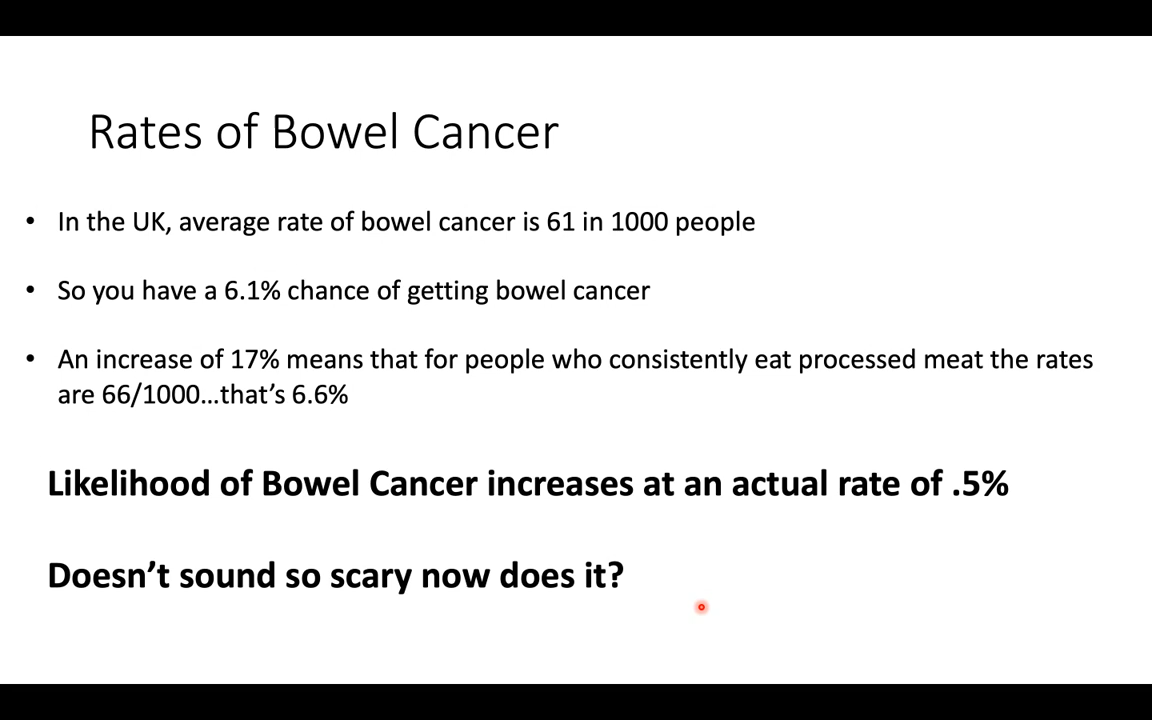 Rates of Bowel Cancer
• In the UK, average rate of bowel cancer is 61 in 1000 people
• So you have a 6.1% chance of getting bowel cancer
• An increase of 17% means that for people who consistently eat processed meat the rates
are 66/1000...that’s 6.6%
Likelihood of Bowel Cancer increases at an actual rate of .5%
Doesn’t sound so scary now does it?